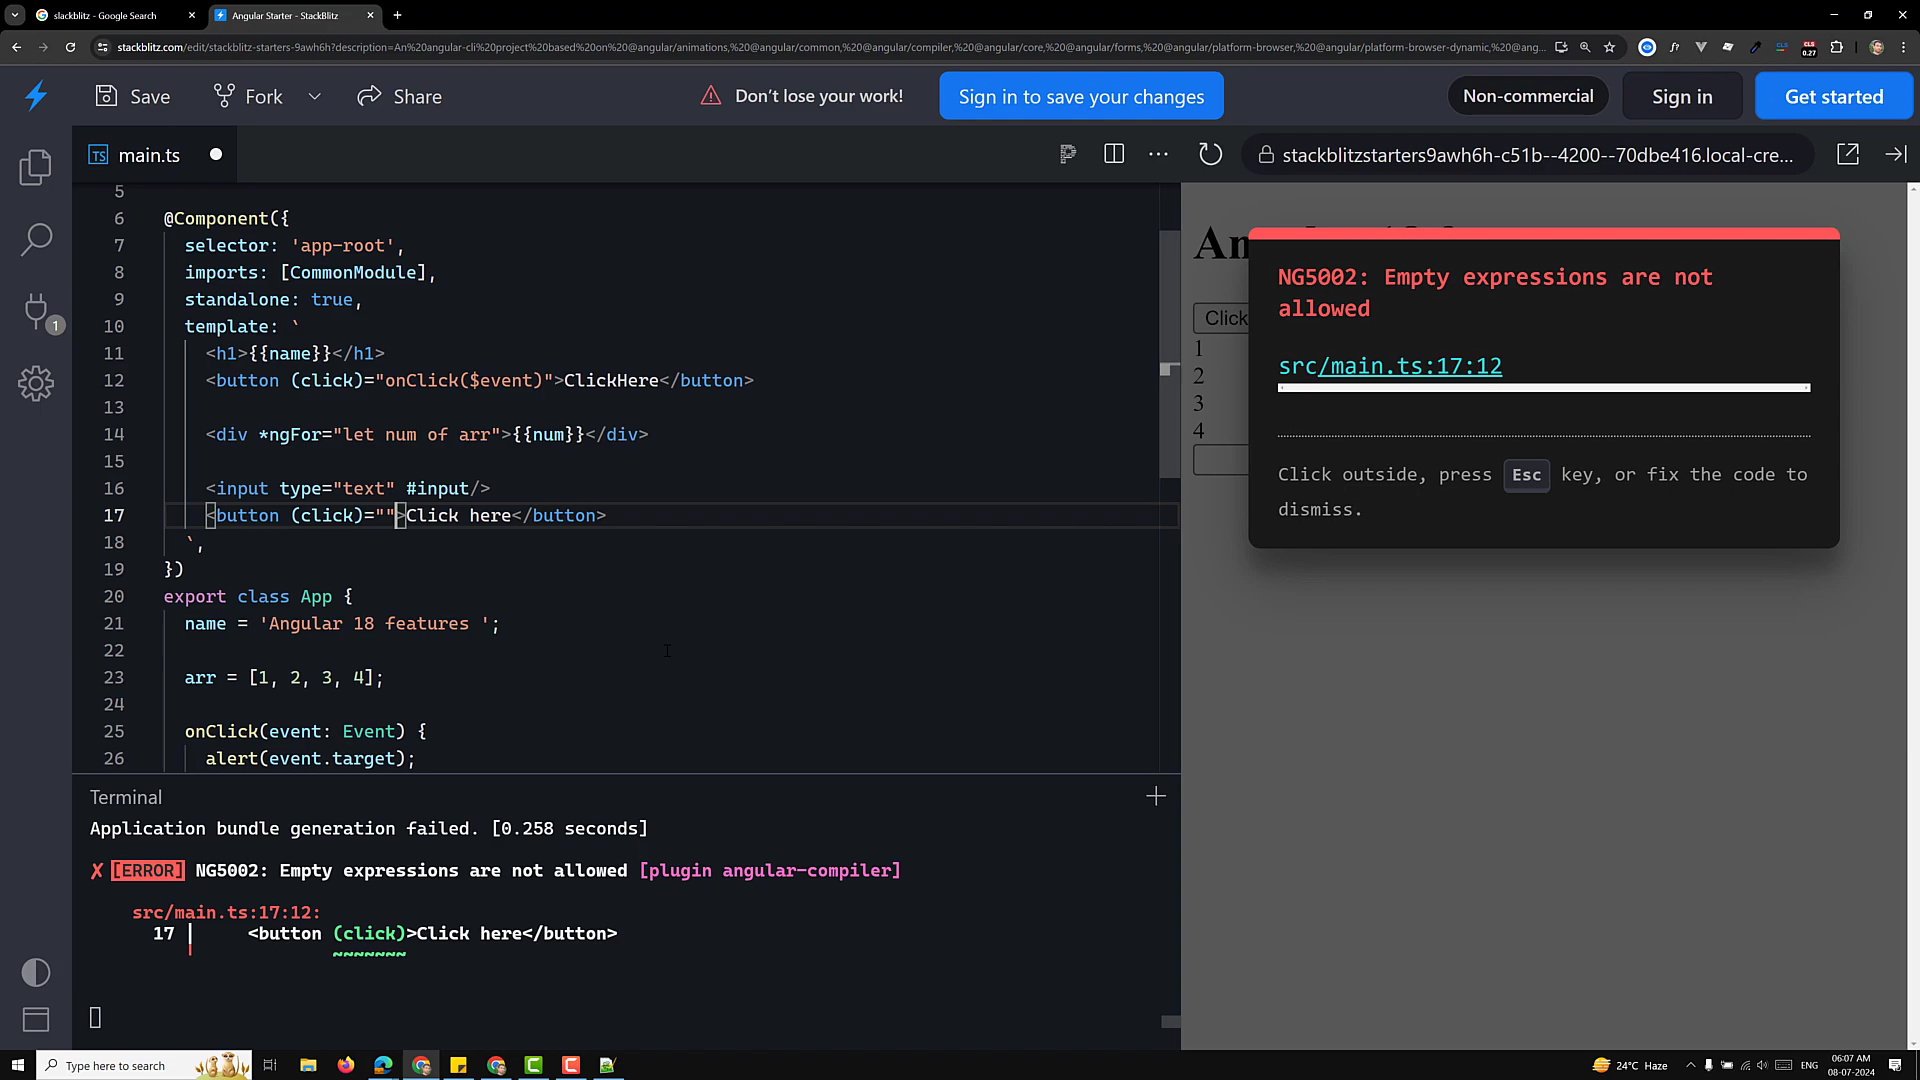 slackblitz - Google Search
Angular Starter - StackBlitz
stackblitz.com/edit/stackblitz-starters-9awh6h?description=An%20angular-cli%20project%20based%20on%20@angular/animations,%20@angular/common,%20@angular/compiler,%20@angular/core,%20@angular/forms,%20@angular/platform-browser,%20@angular/platform-browser-dynamic,%20@ang...
CLS
0.27
Save
Fork
Share
Don't lose your work!
Sign in to save your changes
Non-commercial
Sign in
Get started
TS main.ts
stackblitzstarters9awh6h-c51b--4200--70dbe416.local-cre...
1
5
6 @Component({
7 selector: 'app-root',
8 imports: [CommonModule],
9 standalone: true,
10 template: `
11 <h1>{{name}}</h1>
12 <button (click)="onClick($event)">ClickHere</button>
13
14 <div *ngFor="let num of arr">{{num}}</div>
15
16 <input type="text" #input/>
17 <button (click)="">Click here</button>
18 `,
19 })
20 export class App {
21 name = 'Angular 18 features ';
22
23 arr = [1, 2, 3, 4];
24
25 onClick(event: Event) {
26 alert(event.target);
An
Click
1
2
3
4
NG5002: Empty expressions are not
allowed
src/main.ts:17:12
Click outside, press Esc key, or fix the code to
dismiss.
Terminal
Application bundle generation failed. [0.258 seconds]
✗ [ERROR] NG5002: Empty expressions are not allowed [plugin angular-compiler]
src/main.ts:17:12:
17 | <button (click)>Click here</button>
~~~~~~~
Type here to search
24°C Haze
ENG
06:07 AM
08-07-2024